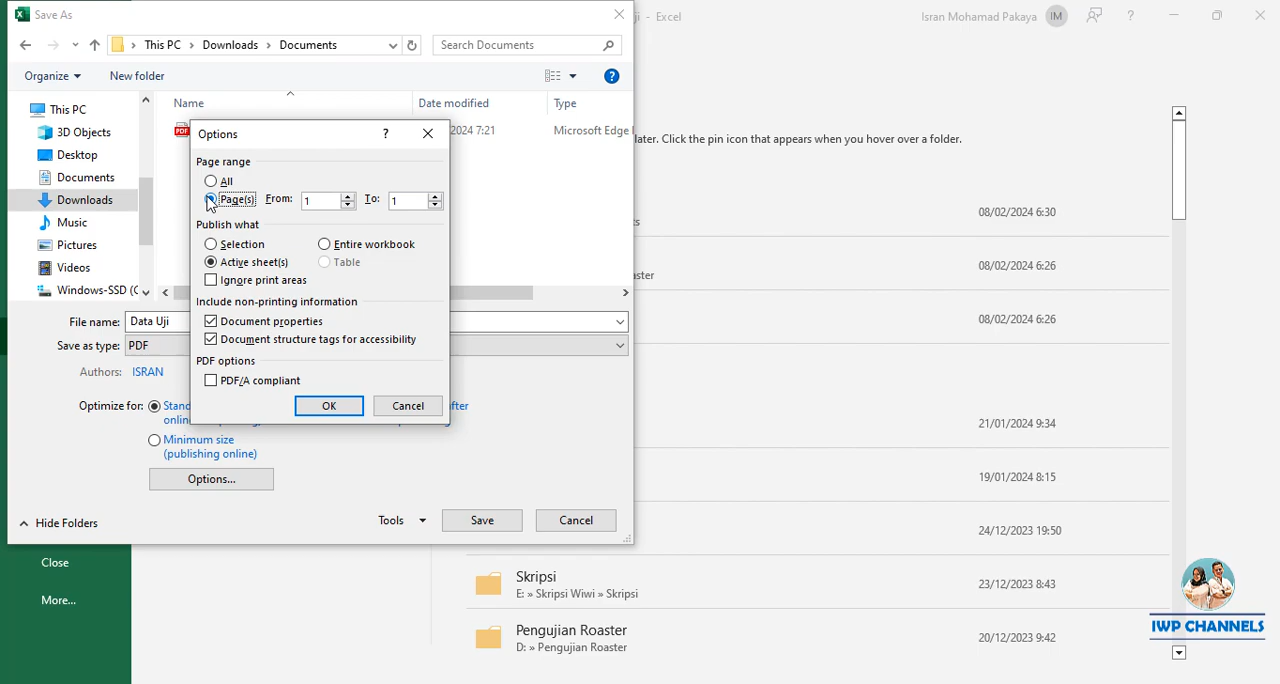 Save As
ji - Excel
Isran Mohamad Pakaya
IM
?
This PC
Downloads
Documents
Search Documents
Organize
New folder
?
Name
Date modified
Type
This PC
3D Objects
Desktop
Documents
Downloads
Music
Pictures
Videos
Windows-SSD (C
PDF
2024 7:21
Microsoft Edge
later. Click the pin icon that appears when you hover over a folder.
Options
?
Page range
All
Page(s)
From:
1
To:
1
Publish what
Selection
Entire workbook
Active sheet(s)
Table
Ignore print areas
Include non-printing information
Document properties
Document structure tags for accessibility
PDF options
PDF/A compliant
OK
Cancel
File name:
Data Uji
Save as type:
PDF
Authors:
ISRAN
Optimize for:
Minimum size
(publishing online)
Options...
Hide Folders
Tools
Save
Cancel
08/02/2024 6:30
08/02/2024 6:26
08/02/2024 6:26
21/01/2024 9:34
19/01/2024 8:15
24/12/2023 19:50
Skripsi
E: » Skripsi Wiwi » Skripsi
23/12/2023 8:43
Pengujian Roaster
D: » Pengujian Roaster
20/12/2023 9:42
Close
More...
IWP CHANNELS